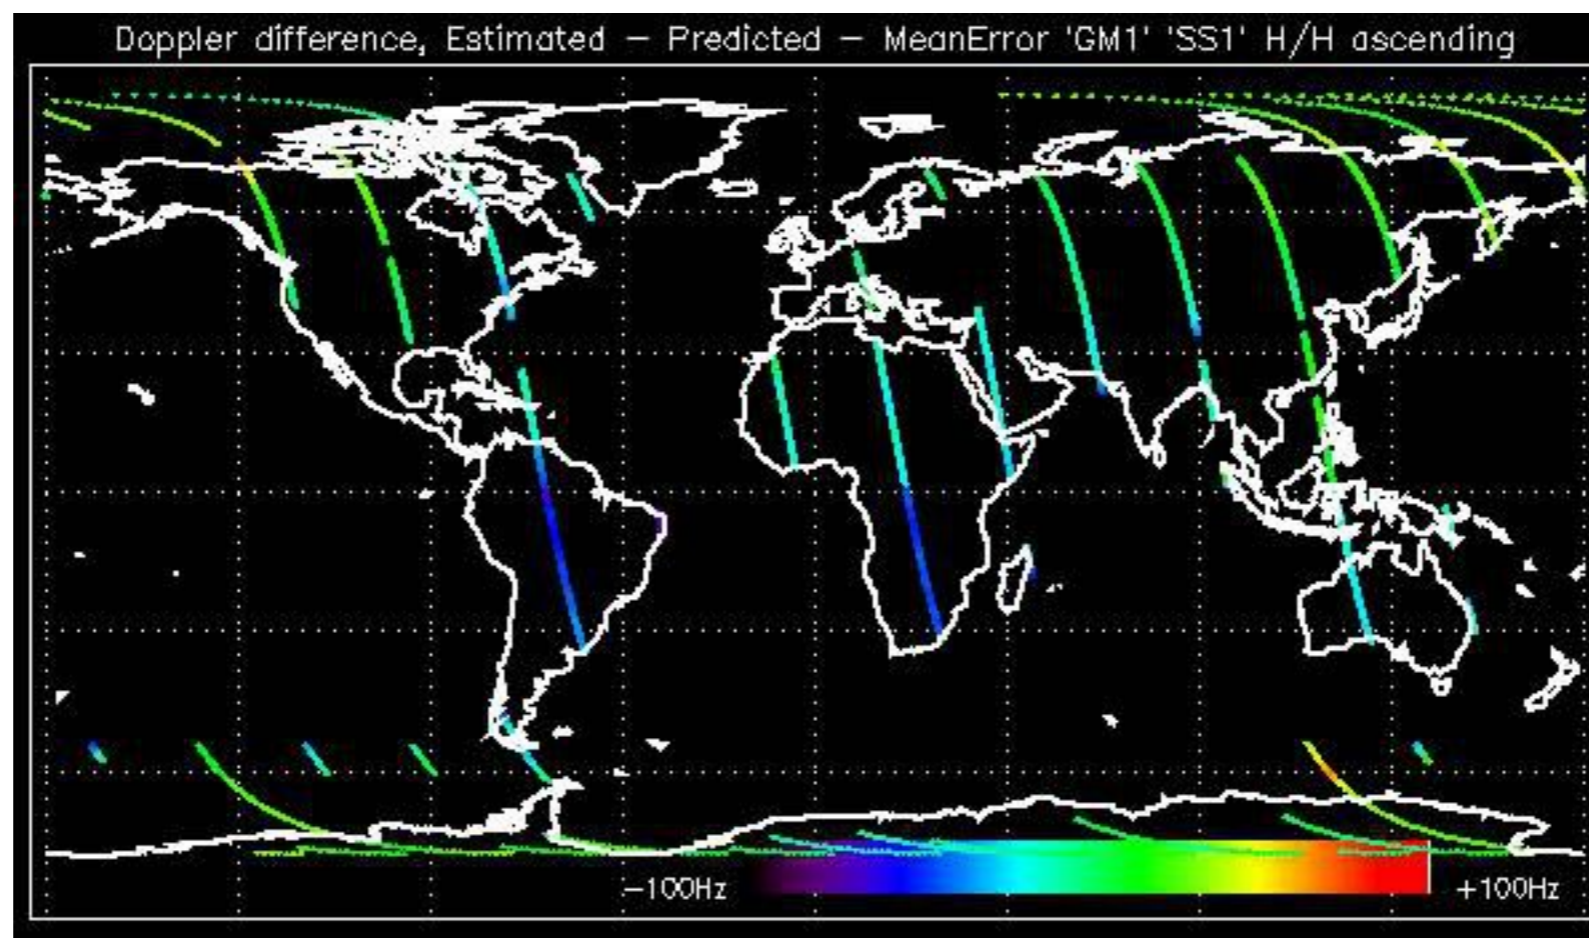 Doppler difference, Estimated - Predicted - MeanError 'GM1' 'SS1' H/H ascending
-100Hz +100Hz